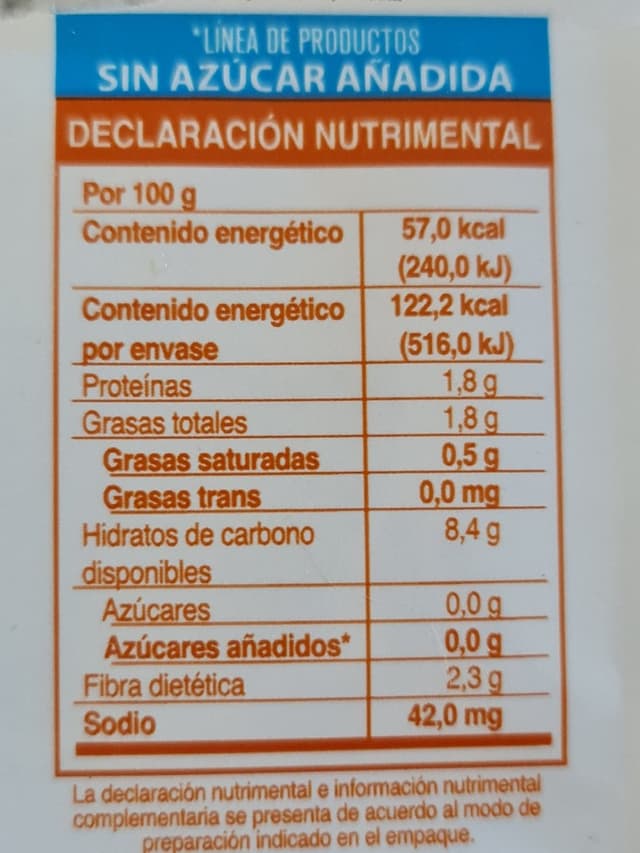 *LÍNEA DE PRODUCTOS
SIN AZÚCAR AÑADIDA
DECLARACIÓN NUTRIMENTAL
Por 100 g
Contenido energético 57,0 kcal
(240,0 kJ)
Contenido energético 122,2 kcal
por envase (516,0 kJ)
Proteínas 1,8 g
Grasas totales 1,8 g
Grasas saturadas 0,5 g
Grasas trans 0,0 mg
Hidratos de carbono 8,4 g
disponibles
Azúcares 0,0 g
Azúcares añadidos* 0,0 g
Fibra dietética 2,3 g
Sodio 42,0 mg
La declaración nutrimental e información nutrimental
complementaria se presenta de acuerdo al modo de
preparación indicado en el empaque.